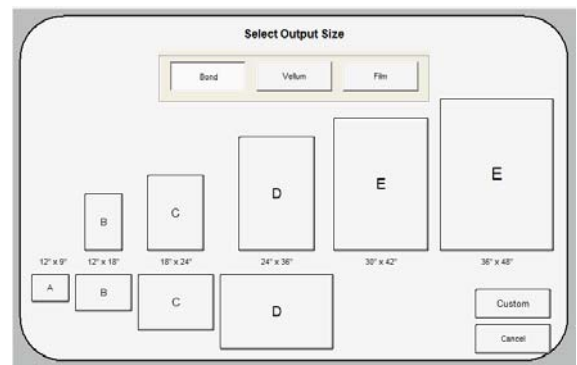 Select Output Size
Bond Vellum Film
B C D E E
12" x 9" 12" x 18" 18" x 24" 24" x 36" 30" x 42" 36" x 48"
A B C D
Custom
Cancel